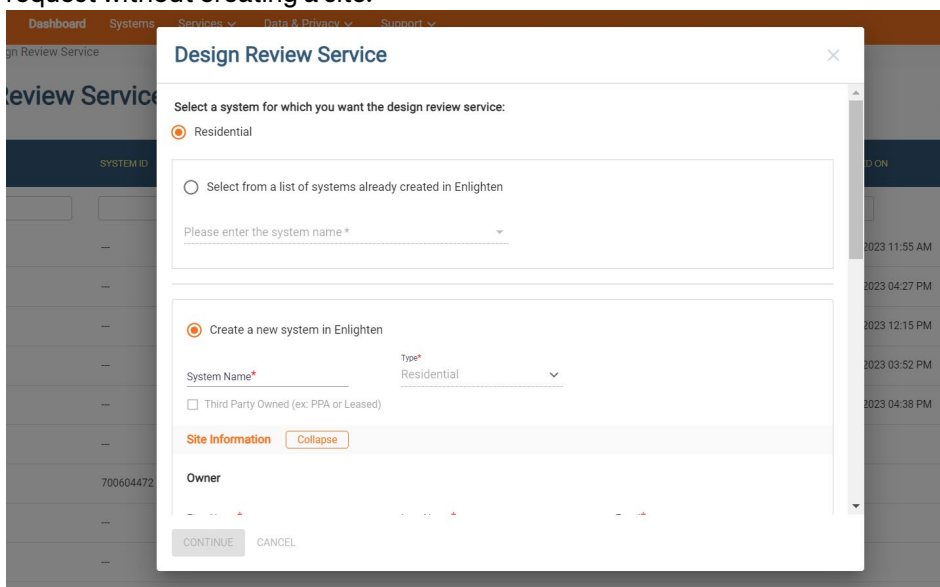 request without creating a site.
Dashboard Systems Services Data & Privacy Support
gn Review Service
Review Service
Design Review Service
Select a system for which you want the design review service:
Residential
SYSTEM ID
D ON
Select from a list of systems already created in Enlighten
Please enter the system name *
--- 2023 11:55 AM
--- 2023 04:27 PM
--- 2023 12:15 PM
Create a new system in Enlighten
--- 2023 03:52 PM
Type*
System Name* Residential
--- 2023 04:38 PM
Third Party Owned (ex: PPA or Leased)
Site Information Collapse
---
700604472
Owner
---
CONTINUE CANCEL
---